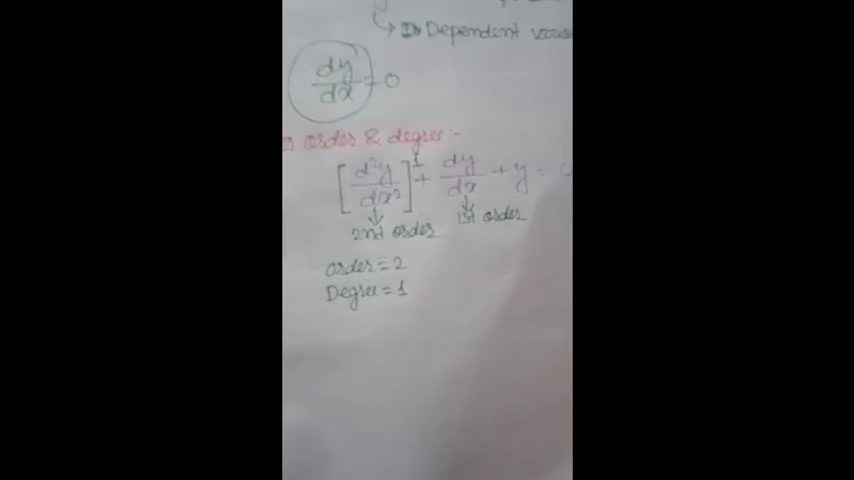 ↳ D Dependent
dy/dx = 0
order & degree :-
[d²y/dx²]¹ + dy/dx + y =
↓ 2nd order ↓ 1st order
order = 2
Degree = 1